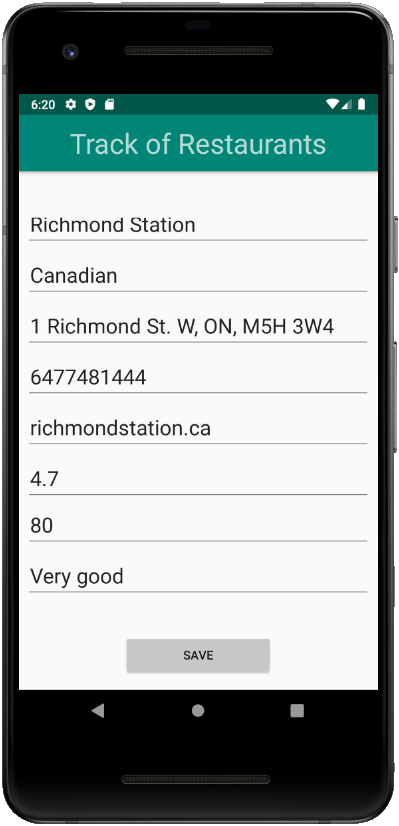 6:20
Track of Restaurants
Richmond Station
Canadian
1 Richmond St. W, ON, M5H 3W4
6477481444
richmondstation.ca
4.7
80
Very good
SAVE